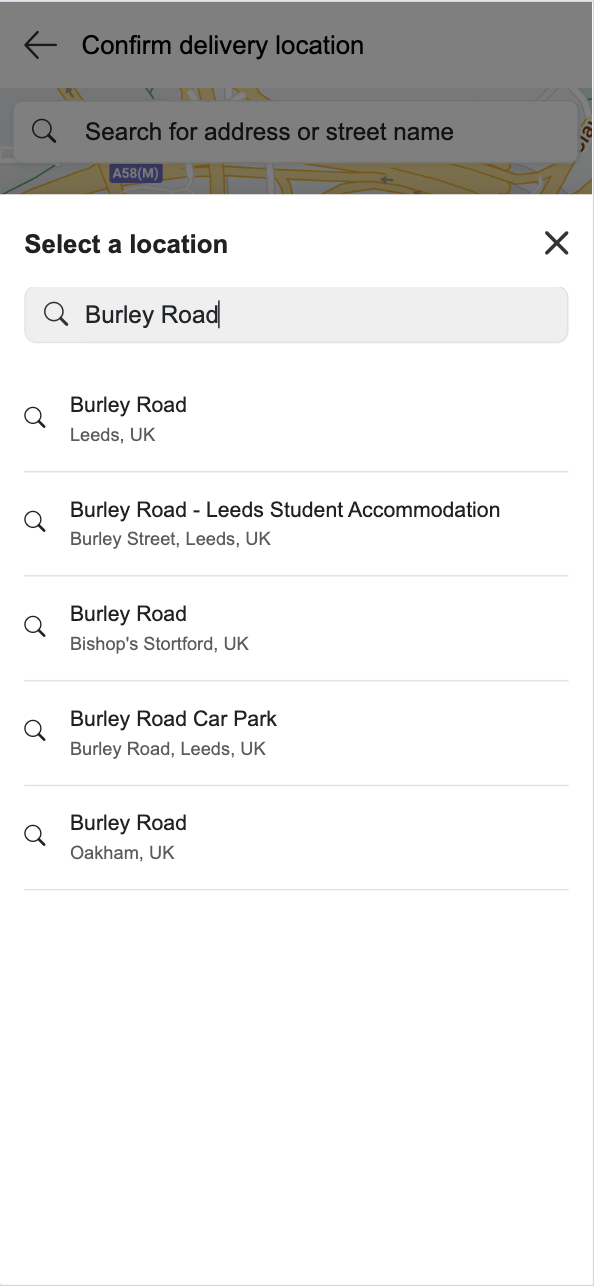 Confirm delivery location
Search for address or street name
A58(M)
Select a location
Burley Road
Burley Road
Leeds, UK
Burley Road - Leeds Student Accommodation
Burley Street, Leeds, UK
Burley Road
Bishop's Stortford, UK
Burley Road Car Park
Burley Road, Leeds, UK
Burley Road
Oakham, UK